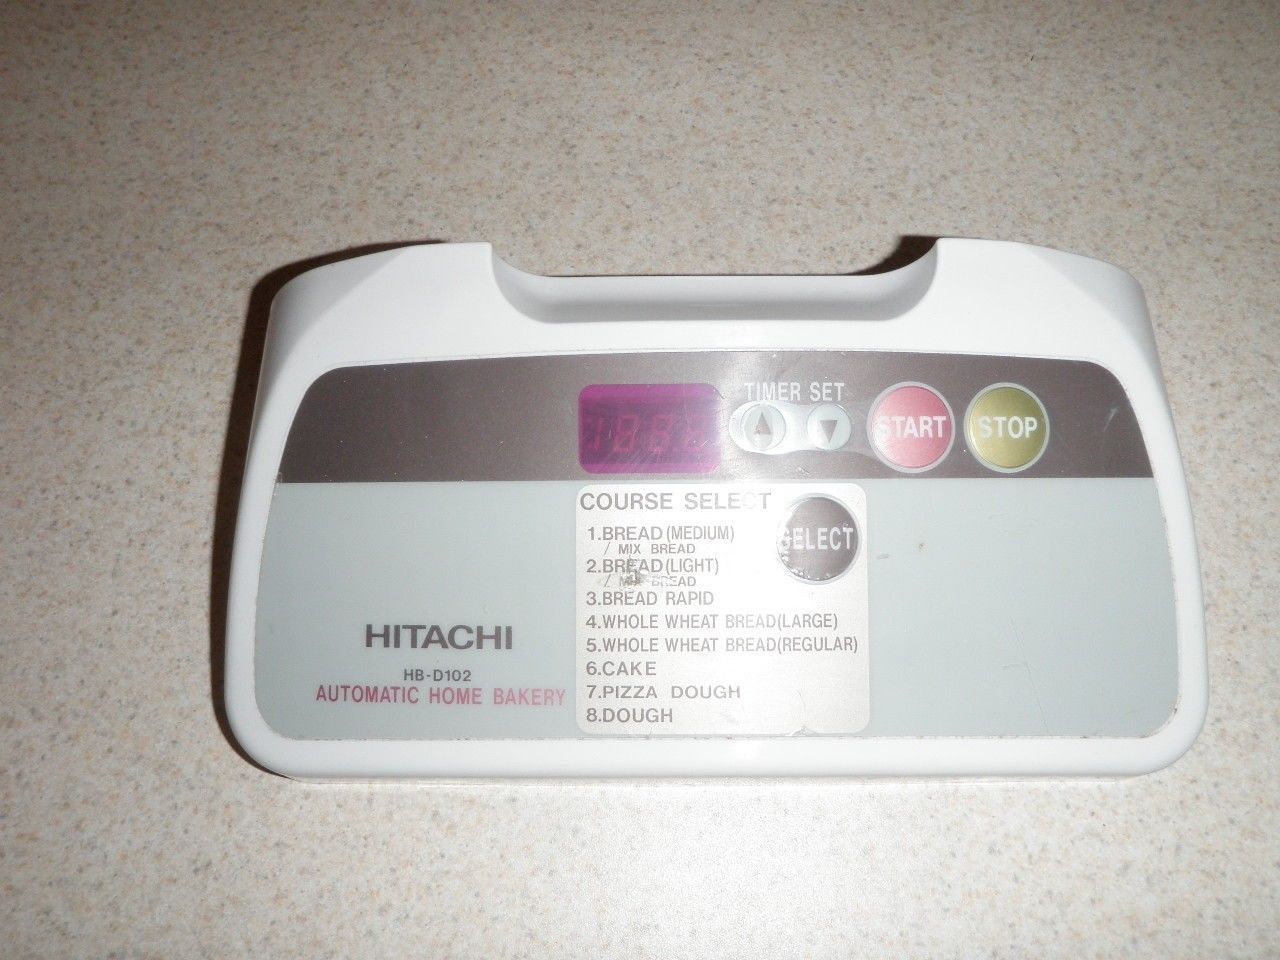 TIMER SET
START
STOP
COURSE SELECT
SELECT
1.BREAD(MEDIUM)
/ MIX BREAD
2.BREAD(LIGHT)
/ MIX BREAD
3.BREAD RAPID
4.WHOLE WHEAT BREAD(LARGE)
5.WHOLE WHEAT BREAD(REGULAR)
6.CAKE
7.PIZZA DOUGH
8.DOUGH
HITACHI
HB-D102
AUTOMATIC HOME BAKERY